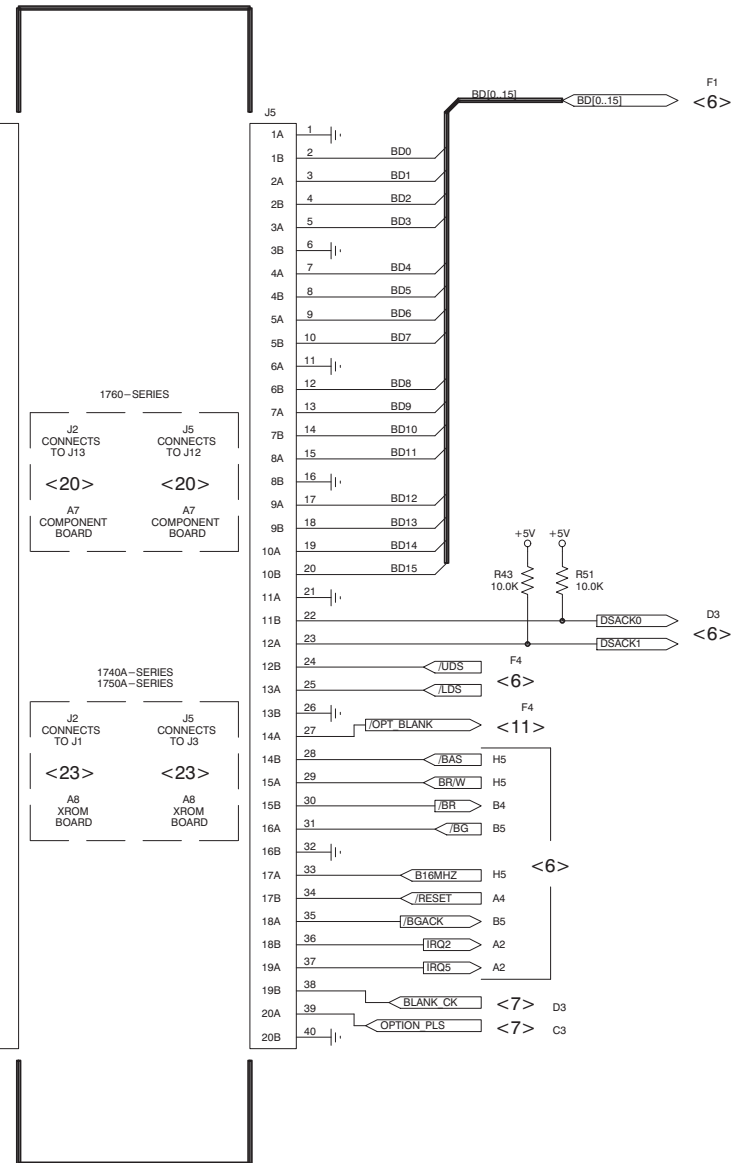 F1
BD[0..15] BD[0..15] <6>
J5
1A 1
1B 2 BD0
2A 3 BD1
2B 4 BD2
3A 5 BD3
3B 6
4A 7 BD4
4B 8 BD5
5A 9 BD6
5B 10 BD7
6A 11
6B 12 BD8
7A 13 BD9
7B 14 BD10
8A 15 BD11
8B 16
9A 17 BD12
9B 18 BD13
10A 19 BD14
10B 20 BD15
11A 21
11B 22 DSACK0
12A 23 DSACK1
12B 24 /UDS
13A 25 /LDS
13B 26
14A 27 /OPT_BLANK
14B 28 /BAS H5
15A 29 BR/W H5
15B 30 /BR B4
16A 31 /BG B5
16B 32
17A 33 B16MHZ H5
17B 34 /RESET A4
18A 35 /BGACK B5
18B 36 IRQ2 A2
19A 37 IRQ5 A2
19B 38 BLANK_CK <7> D3
20A 39 OPTION_PLS <7> C3
20B 40
+5V +5V
R43 R51
10.0K 10.0K
D3
<6>
F4
<6>
F4
<11>
<6>
1760-SERIES
J2 J5
CONNECTS CONNECTS
TO J13 TO J12
<20> <20>
A7 A7
COMPONENT COMPONENT
BOARD BOARD
1740A-SERIES
1750A-SERIES
J2 J5
CONNECTS CONNECTS
TO J1 TO J3
<23> <23>
A8 A8
XROM XROM
BOARD BOARD